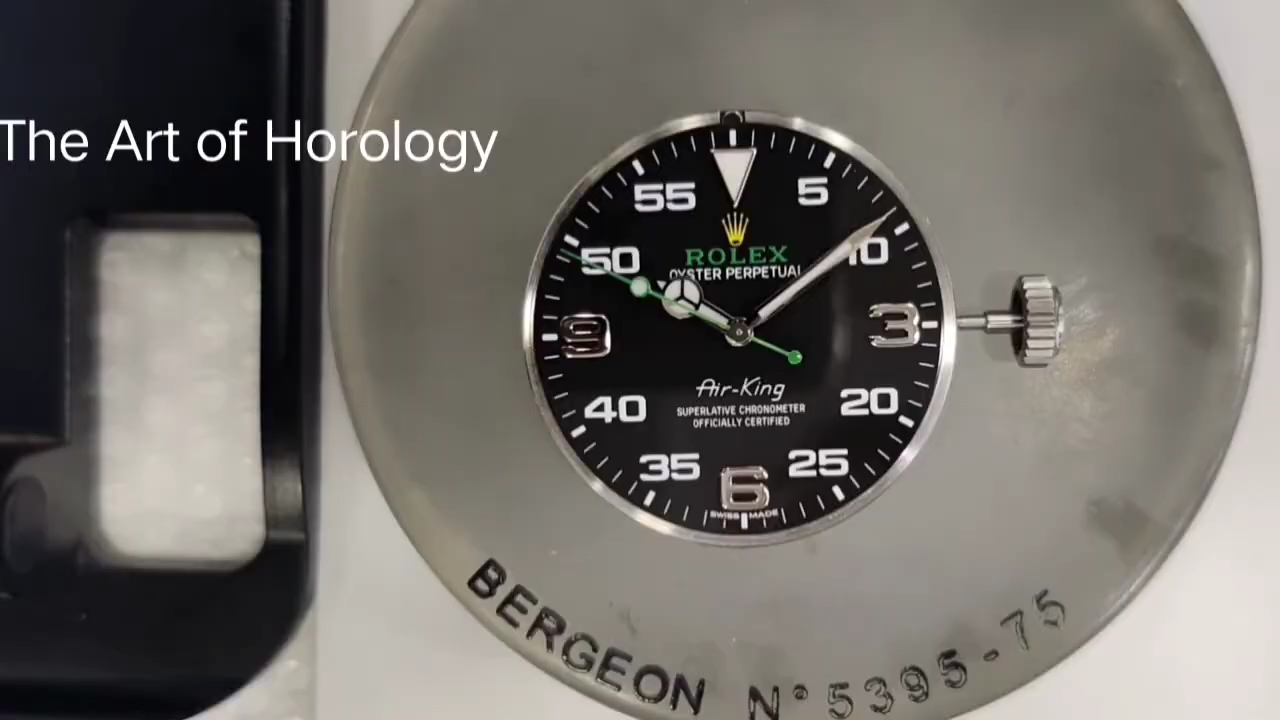 The Art of Horology
55
5
50
10
ROLEX
OYSTER PERPETUAL
9
3
Air-King
40
20
SUPERLATIVE CHRONOMETER
OFFICIALLY CERTIFIED
35
25
6
SWISS MADE
BERGEON N° 5395-75